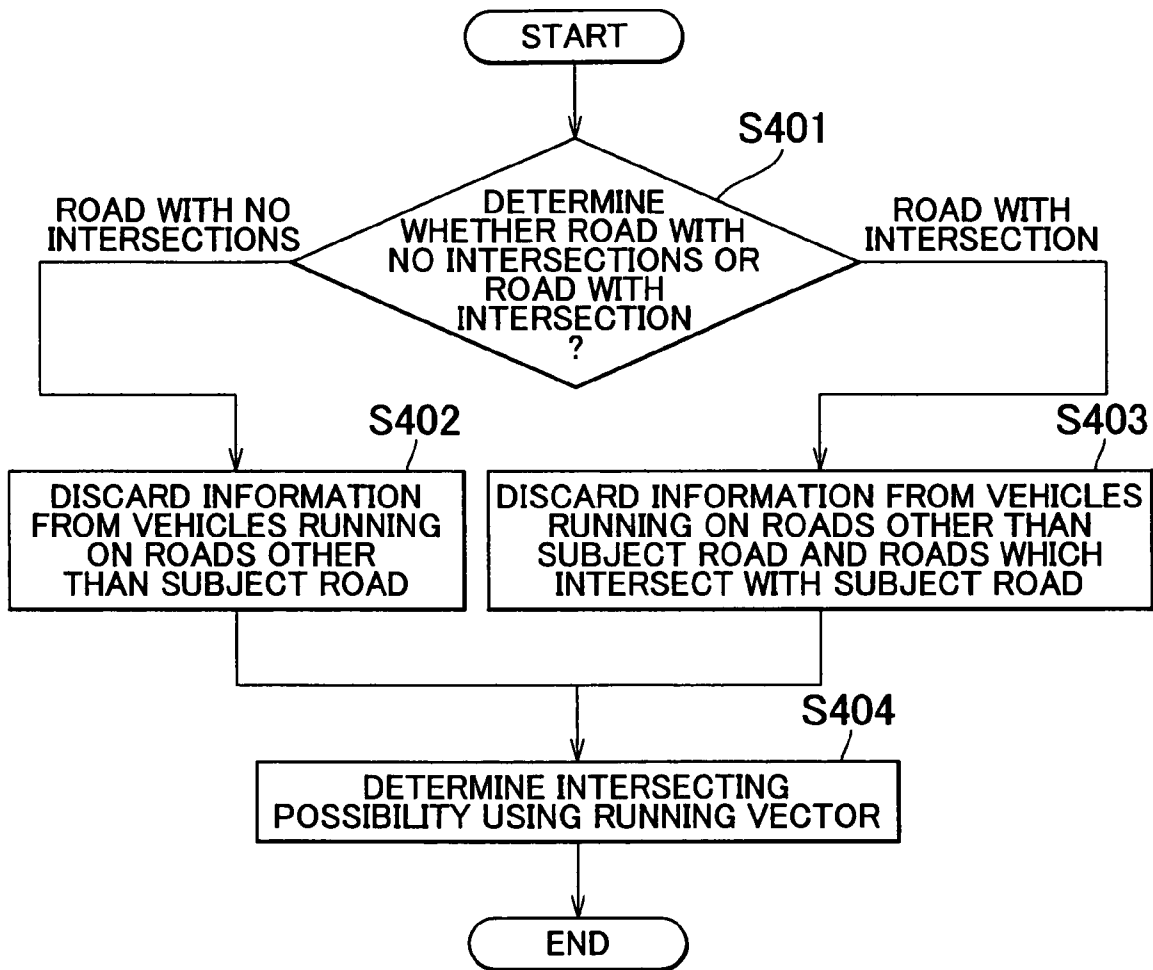 START
S401
DETERMINE
WHETHER ROAD WITH
NO INTERSECTIONS OR
ROAD WITH
INTERSECTION
?
ROAD WITH NO
INTERSECTIONS
ROAD WITH
INTERSECTION
S402
DISCARD INFORMATION
FROM VEHICLES RUNNING
ON ROADS OTHER
THAN SUBJECT ROAD
S403
DISCARD INFORMATION FROM VEHICLES
RUNNING ON ROADS OTHER THAN
SUBJECT ROAD AND ROADS WHICH
INTERSECT WITH SUBJECT ROAD
S404
DETERMINE INTERSECTING
POSSIBILITY USING RUNNING VECTOR
END